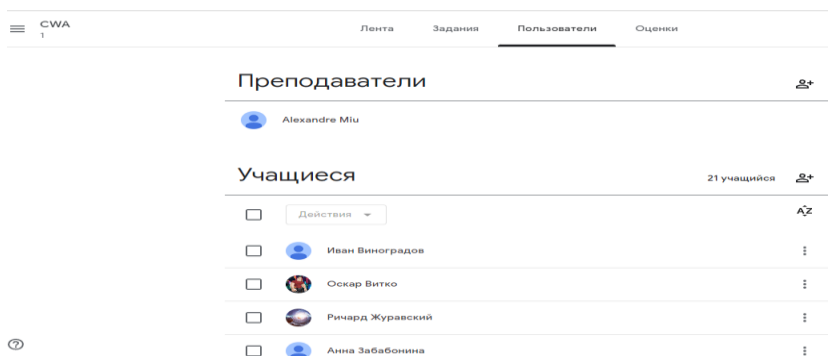 CWA
1
Лента Задания Пользователи Оценки
Преподаватели
Alexandre Miu
Учащиеся
21 учащийся
Действия
AZ
Иван Виноградов
Оскар Витко
Ричард Журавский
Анна Забабонина